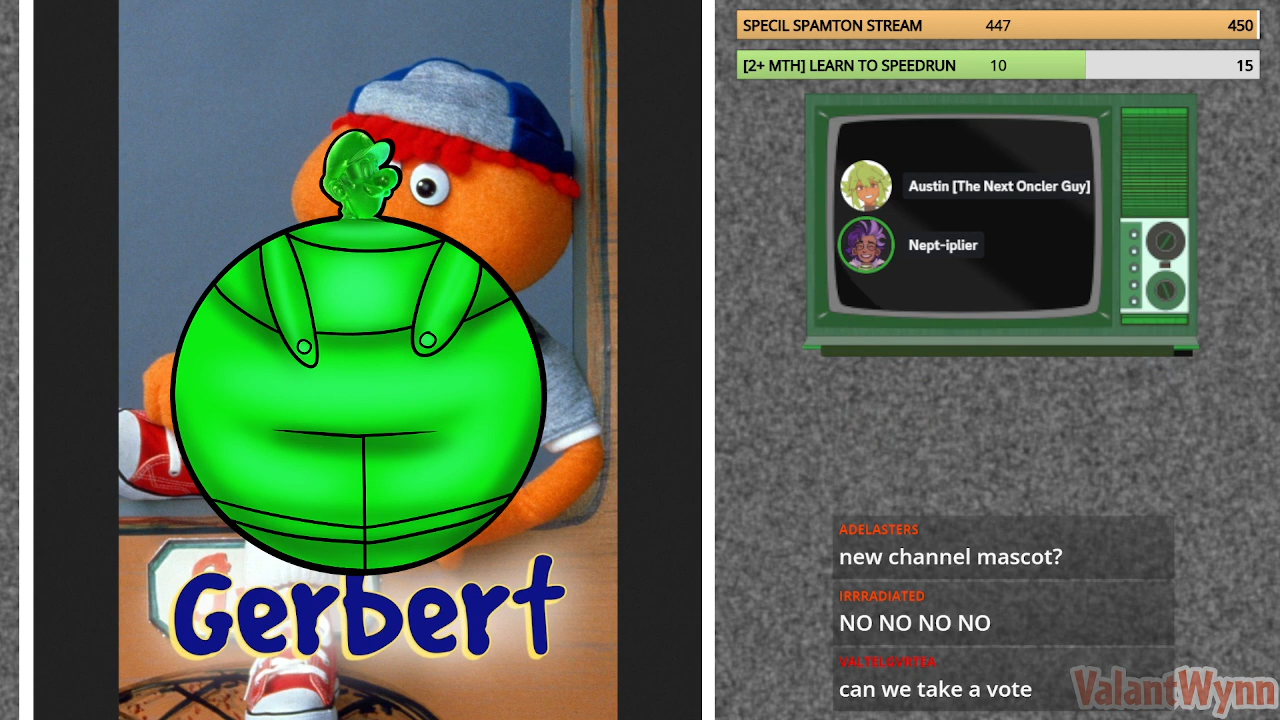 SPECIL SPAMTON STREAM 447 450
[2+ MTH] LEARN TO SPEEDRUN 10 15
Austin [The Next Oncler Guy]
Nept-iplier
Gerbert
ADELASTERS
new channel mascot?
IRRRADIATED
NO NO NO NO
VALTELGVRTEA
can we take a vote
ValantWynn